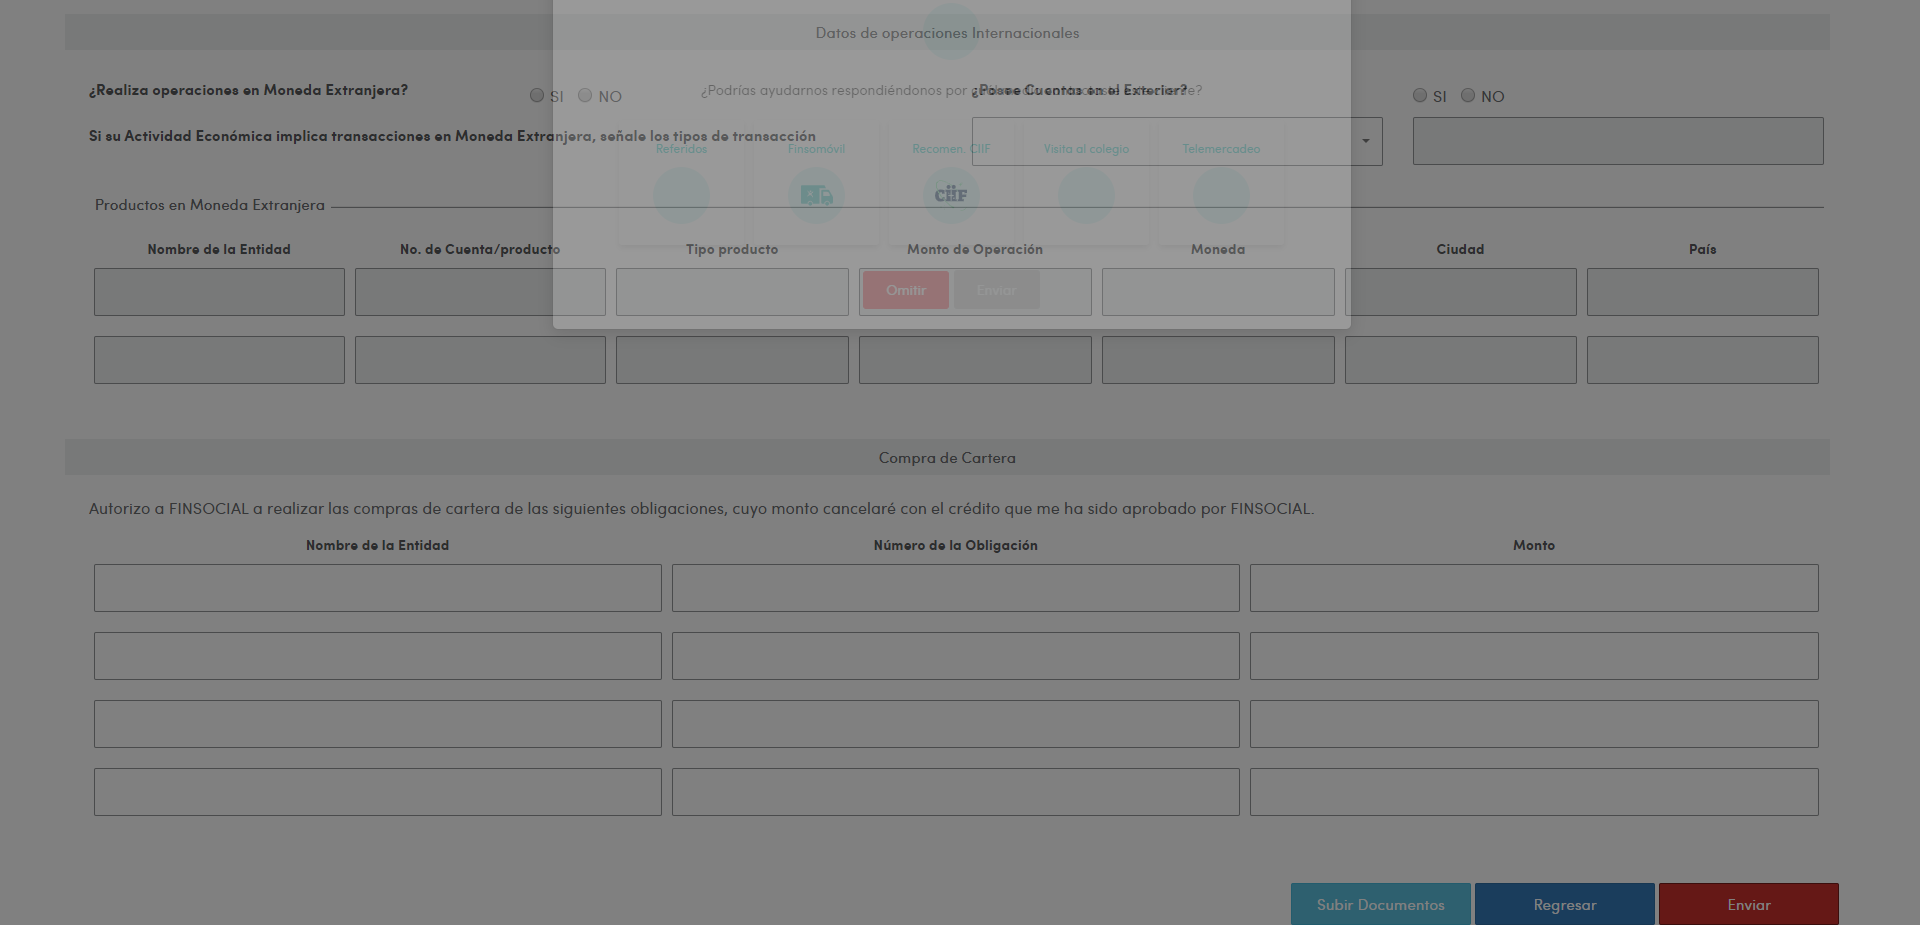 Datos de operaciones Internacionales
¿Realiza operaciones en Moneda Extranjera?
SI NO
¿Podrías ayudarnos respondiéndonos por
¿Posee Cuentas en el Exterior?
SI NO
Si su Actividad Económica implica transacciones en Moneda Extranjera, señale los tipos de transacción
Referidos Finsomóvil Recomen. CIIF Visita al colegio Telemercadeo
CIIF
Productos en Moneda Extranjera
Nombre de la Entidad No. de Cuenta/producto Tipo producto Monto de Operación Moneda Ciudad País
Omitir Enviar
Compra de Cartera
Autorizo a FINSOCIAL a realizar las compras de cartera de las siguientes obligaciones, cuyo monto cancelaré con el crédito que me ha sido aprobado por FINSOCIAL.
Nombre de la Entidad Número de la Obligación Monto
Subir Documentos Regresar Enviar